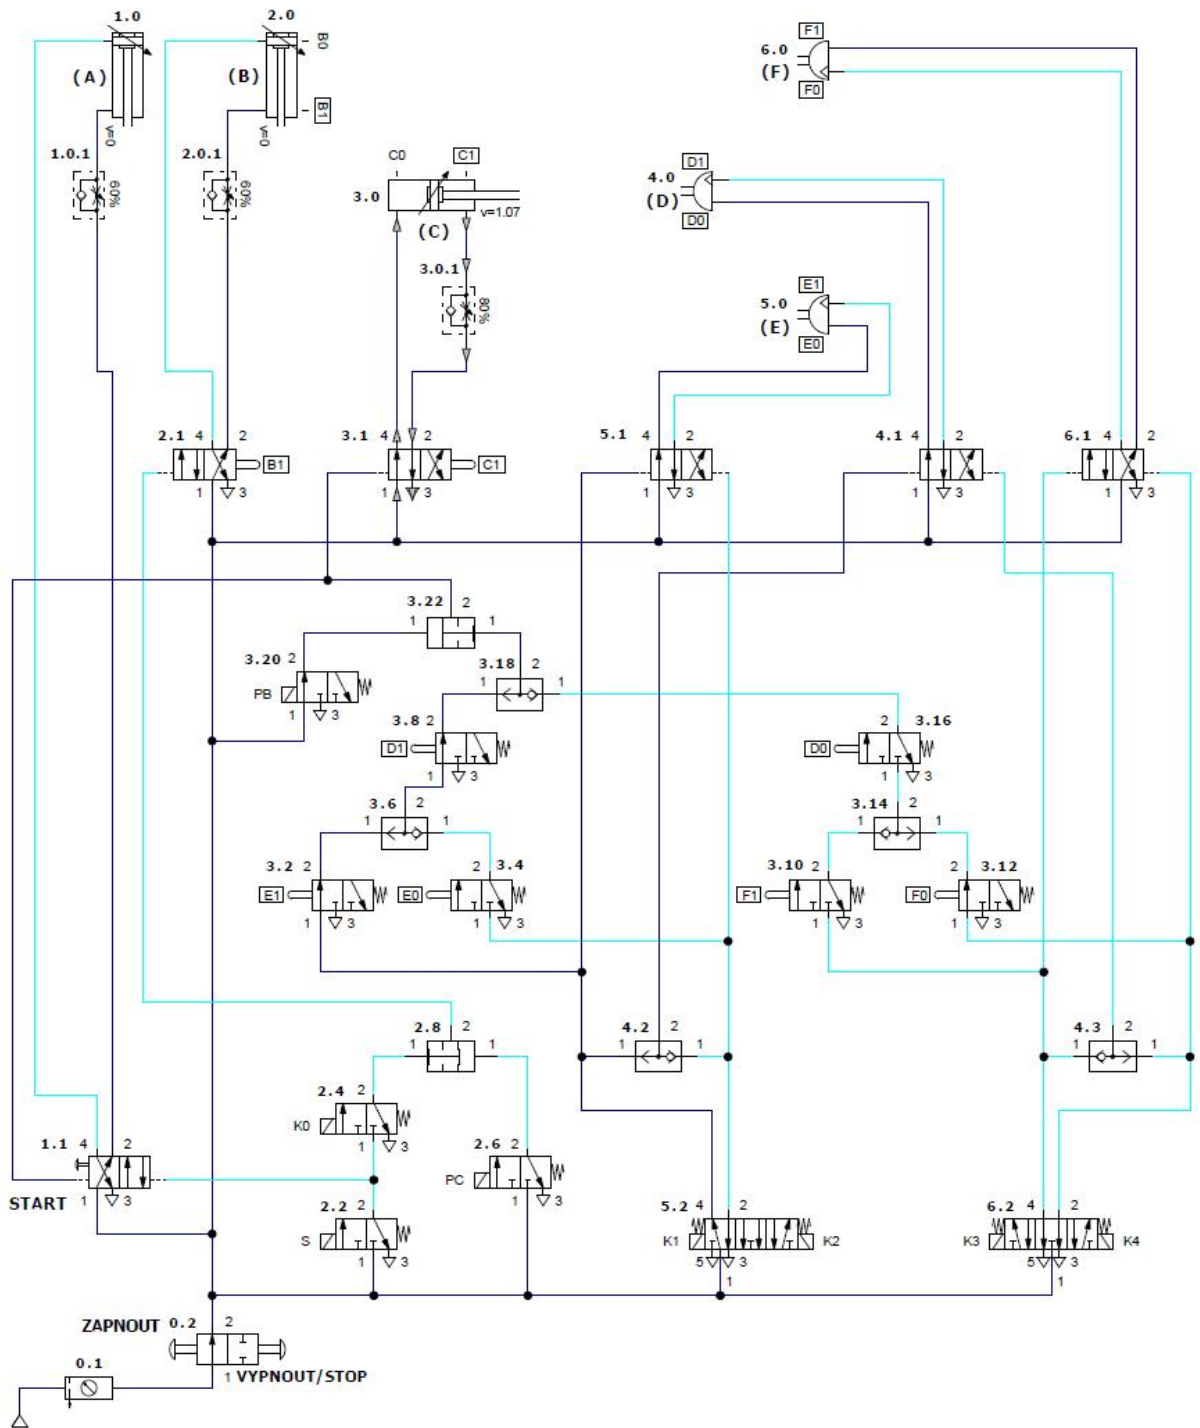 1.0
2.0
B0
F1
6.0
(A)
(B)
(F)
B1
F0
v=0
v=0
1.0.1
2.0.1
C0
C1
D1
60%
60%
3.0
4.0
(D)
v=1.07
D0
(C)
3.0.1
E1
80%
5.0
(E)
E0
2.1 4 2
3.1 4 2
5.1 4 2
4.1 4 2
6.1 4 2
B1
C1
1 3
1 3
1 3
1 3
1 3
3.22 2
1 1
3.20 2
3.18 2
PB
1 1
1 3
3.8 2
2 3.16
D1
D0
1 3
1 3
3.6 2
3.14 2
1 1
1 1
3.2 2
2 3.4
3.10 2
2 3.12
E1
E0
F1
F0
1 3
1 3
1 3
1 3
2.8 2
4.2 2
4.3 2
1 1
1 1
1 1
2.4 2
K0
1 3
1.1 4 2
2.6 2
PC
START 1 3
1 3
2.2 2
5.2 4 2
6.2 4 2
S
K1
K2
K3
K4
1 3
5 3
5 3
1
1
ZAPNOUT 0.2 2
0.1
1 VYPNOUT/STOP